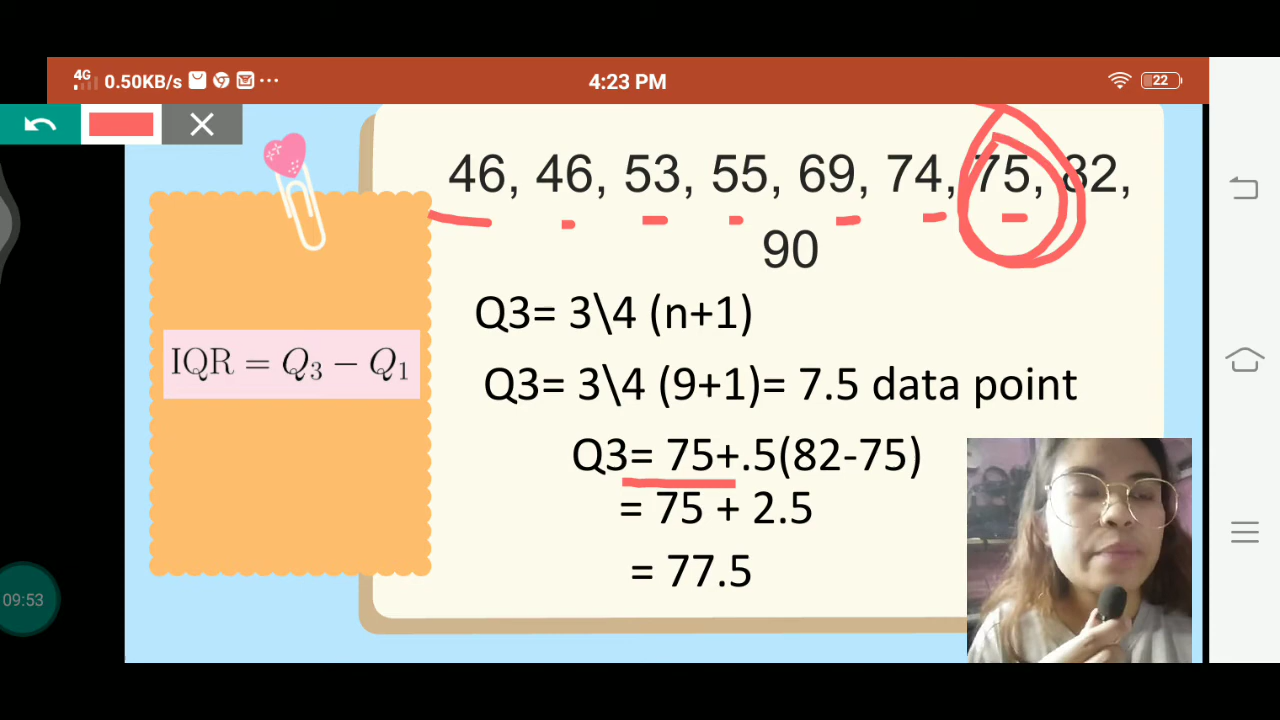 4G 0.50KB/s ... 4:23 PM 22
46, 46, 53, 55, 69, 74, 75, 82,
90
Q3= 3\4 (n+1)
IQR = Q3 − Q1
Q3= 3\4 (9+1)= 7.5 data point
Q3= 75+.5(82-75)
= 75 + 2.5
= 77.5
09:53